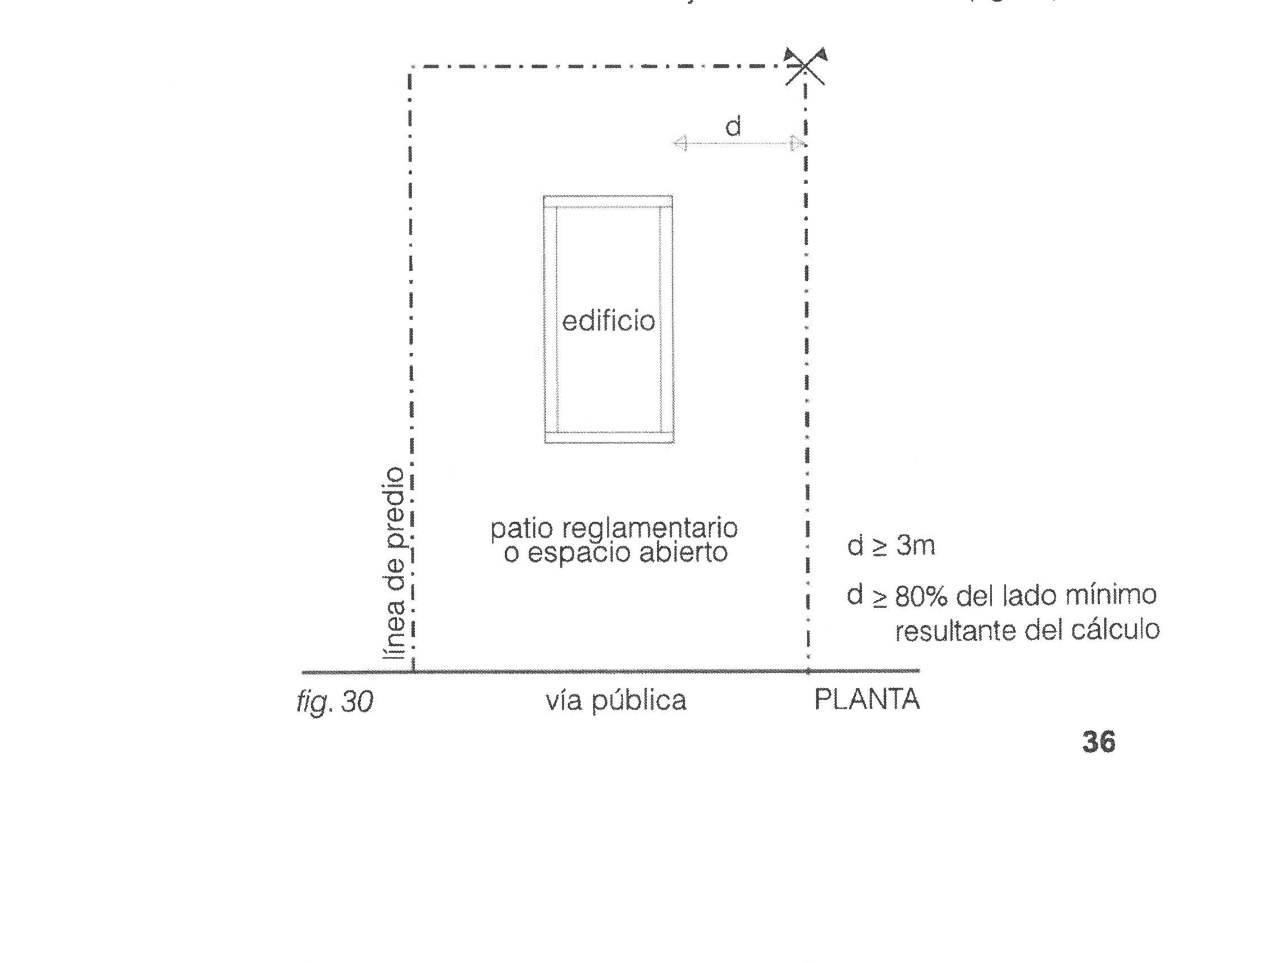 d
edificio
línea de predio
patio reglamentario
o espacio abierto
d ≥ 3m
d ≥ 80% del lado mínimo
resultante del cálculo
fig. 30
vía pública
PLANTA
36